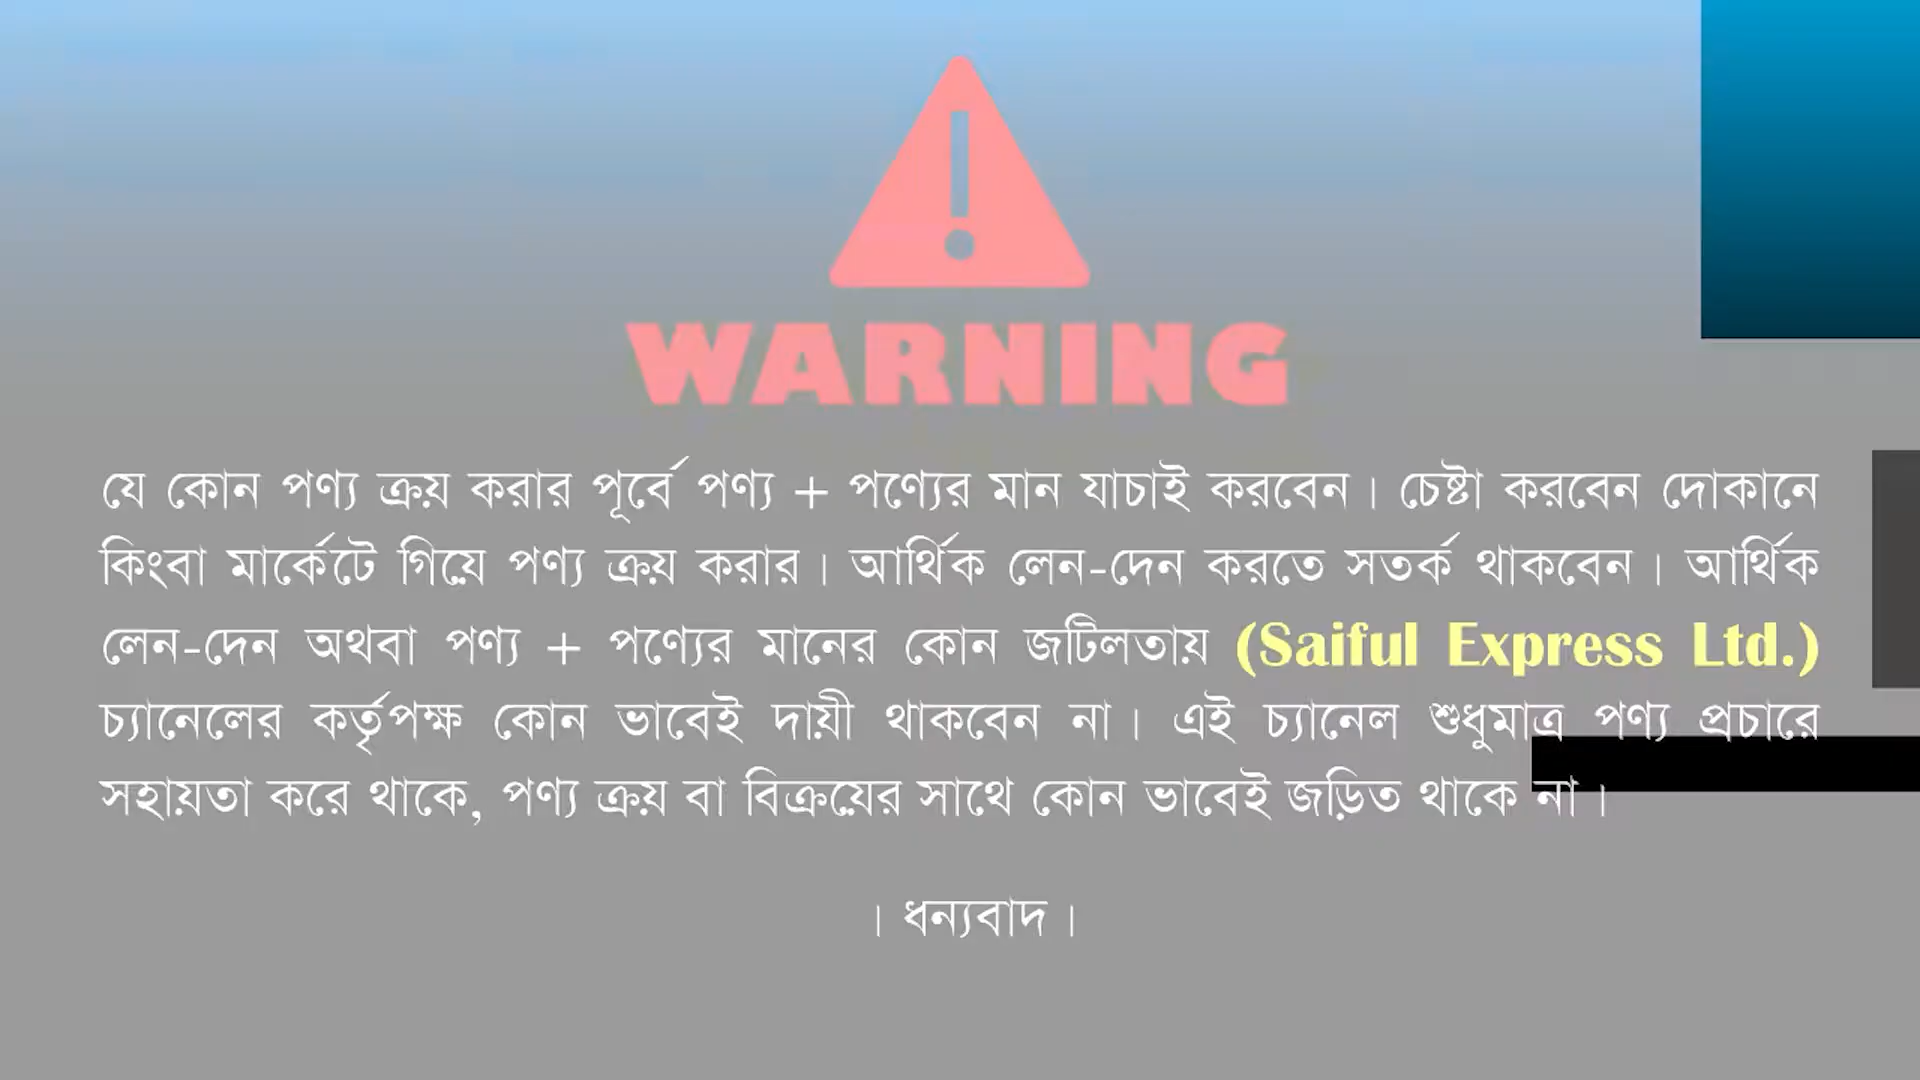 WARNING
যে কোন পণ্য ক্রয় করার পূর্বে পণ্য + পণ্যের মান যাচাই করবেন। চেষ্টা করবেন দোকানে
কিংবা মার্কেটে গিয়ে পণ্য ক্রয় করার। আর্থিক লেন-দেন করতে সতর্ক থাকবেন। আর্থিক
লেন-দেন অথবা পণ্য + পণ্যের মানের কোন জটিলতায় (Saiful Express Ltd.)
চ্যানেলের কর্তৃপক্ষ কোন ভাবেই দায়ী থাকবেন না। এই চ্যানেল শুধুমাত্র পণ্য প্রচারে
সহায়তা করে থাকে, পণ্য ক্রয় বা বিক্রয়ের সাথে কোন ভাবেই জড়িত থাকে না।
। ধন্যবাদ।